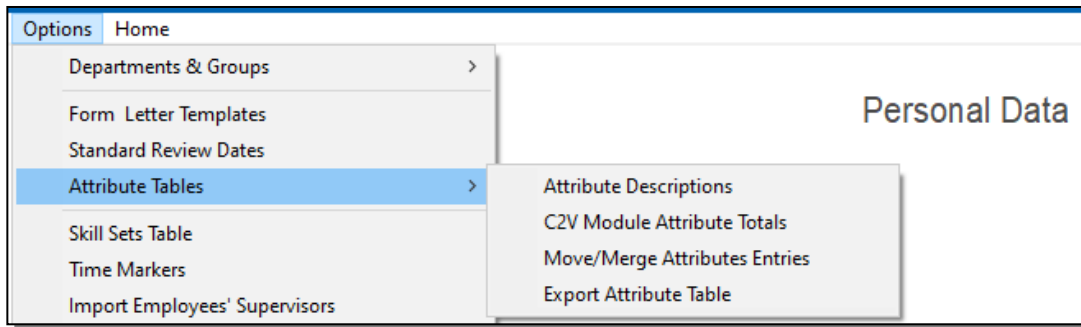 Options Home
Departments & Groups >
Personal Data
Form  Letter Templates
Standard Review Dates
Attribute Tables >
Attribute Descriptions
C2V Module Attribute Totals
Move/Merge Attributes Entries
Export Attribute Table
Skill Sets Table
Time Markers
Import Employees' Supervisors